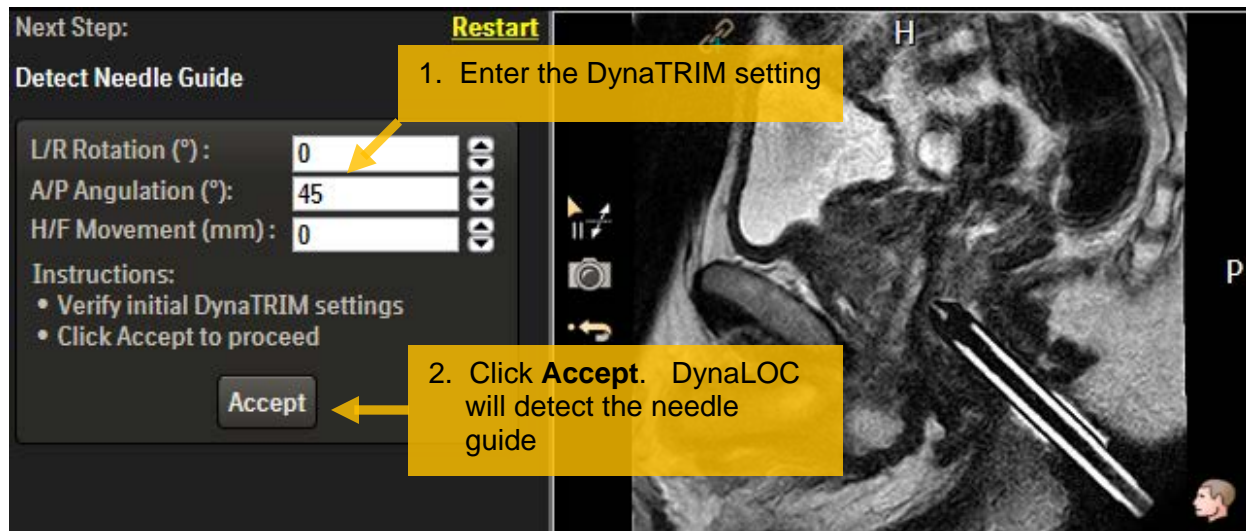 Next Step:
Restart
Detect Needle Guide
1. Enter the DynaTRIM setting
L/R Rotation (°) :
0
A/P Angulation (°):
45
H/F Movement (mm) :
0
Instructions:
• Verify initial DynaTRIM settings
• Click Accept to proceed
Accept
2. Click Accept. DynaLOC
will detect the needle
guide
H
P